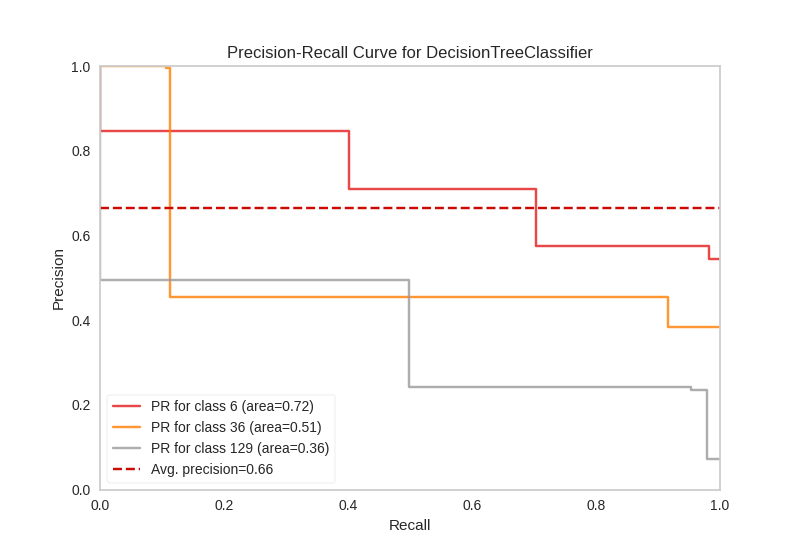 Precision-Recall Curve for DecisionTreeClassifier
1.0
0.8
0.6
0.4
0.2
0.0
Precision
PR for class 6 (area=0.72)
PR for class 36 (area=0.51)
PR for class 129 (area=0.36)
Avg. precision=0.66
0.0 0.2 0.4 0.6 0.8 1.0
Recall